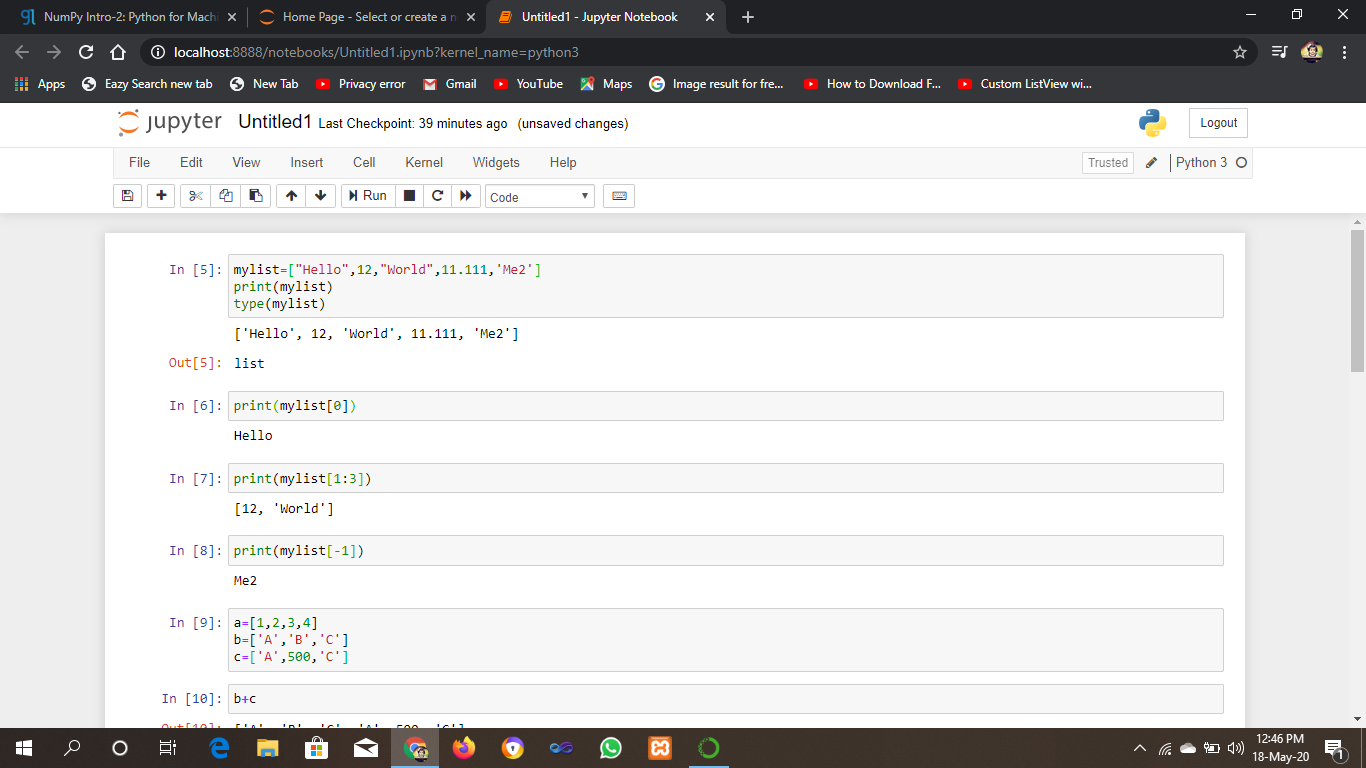 NumPy Intro-2: Python for Machi
Home Page - Select or create a n
Untitled1 - Jupyter Notebook
localhost:8888/notebooks/Untitled1.ipynb?kernel_name=python3
Apps Eazy Search new tab New Tab Privacy error Gmail YouTube Maps Image result for fre... How to Download F... Custom ListView wi...
jupyter Untitled1 Last Checkpoint: 39 minutes ago (unsaved changes) Logout
File Edit View Insert Cell Kernel Widgets Help Trusted Python 3
Run Code
In [5]: mylist=["Hello",12,"World",11.111,'Me2']
print(mylist)
type(mylist)
['Hello', 12, 'World', 11.111, 'Me2']
Out[5]: list
In [6]: print(mylist[0])
Hello
In [7]: print(mylist[1:3])
[12, 'World']
In [8]: print(mylist[-1])
Me2
In [9]: a=[1,2,3,4]
b=['A','B','C']
c=['A',500,'C']
In [10]: b+c
Out[10]: ['A', 'B', 'C', 'A', 500, 'C']
12:46 PM
18-May-20
1